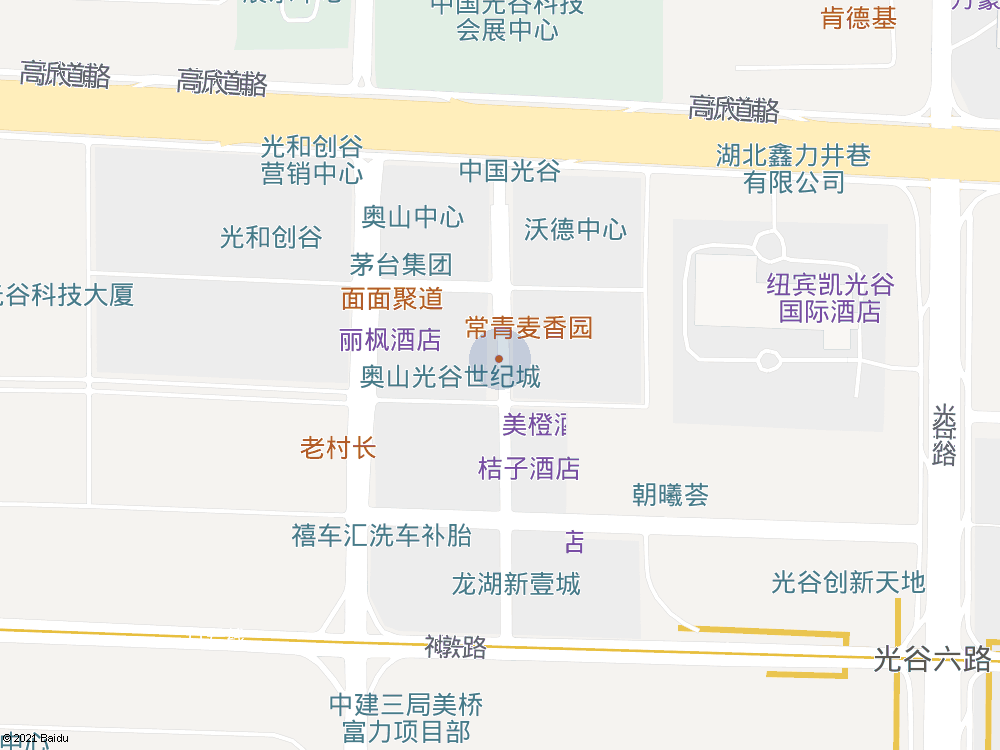 中国光谷科技
会展中心
肯德基
高欣道路
高欣道路
高欣道路
光和创谷
营销中心
中国光谷
湖北鑫力井巷
有限公司
奥山中心
沃德中心
光和创谷
茅台集团
谷科技大厦
面面聚道
纽宾凯光谷
国际酒店
常青麦香园
丽枫酒店
奥山光谷世纪城
美橙酒
老村长
桔子酒店
朝曦荟
禧车汇洗车补胎
店
龙湖新壹城
光谷创新天地
光谷六路
中建三局美桥
富力项目部
中心
© 2021 Baidu